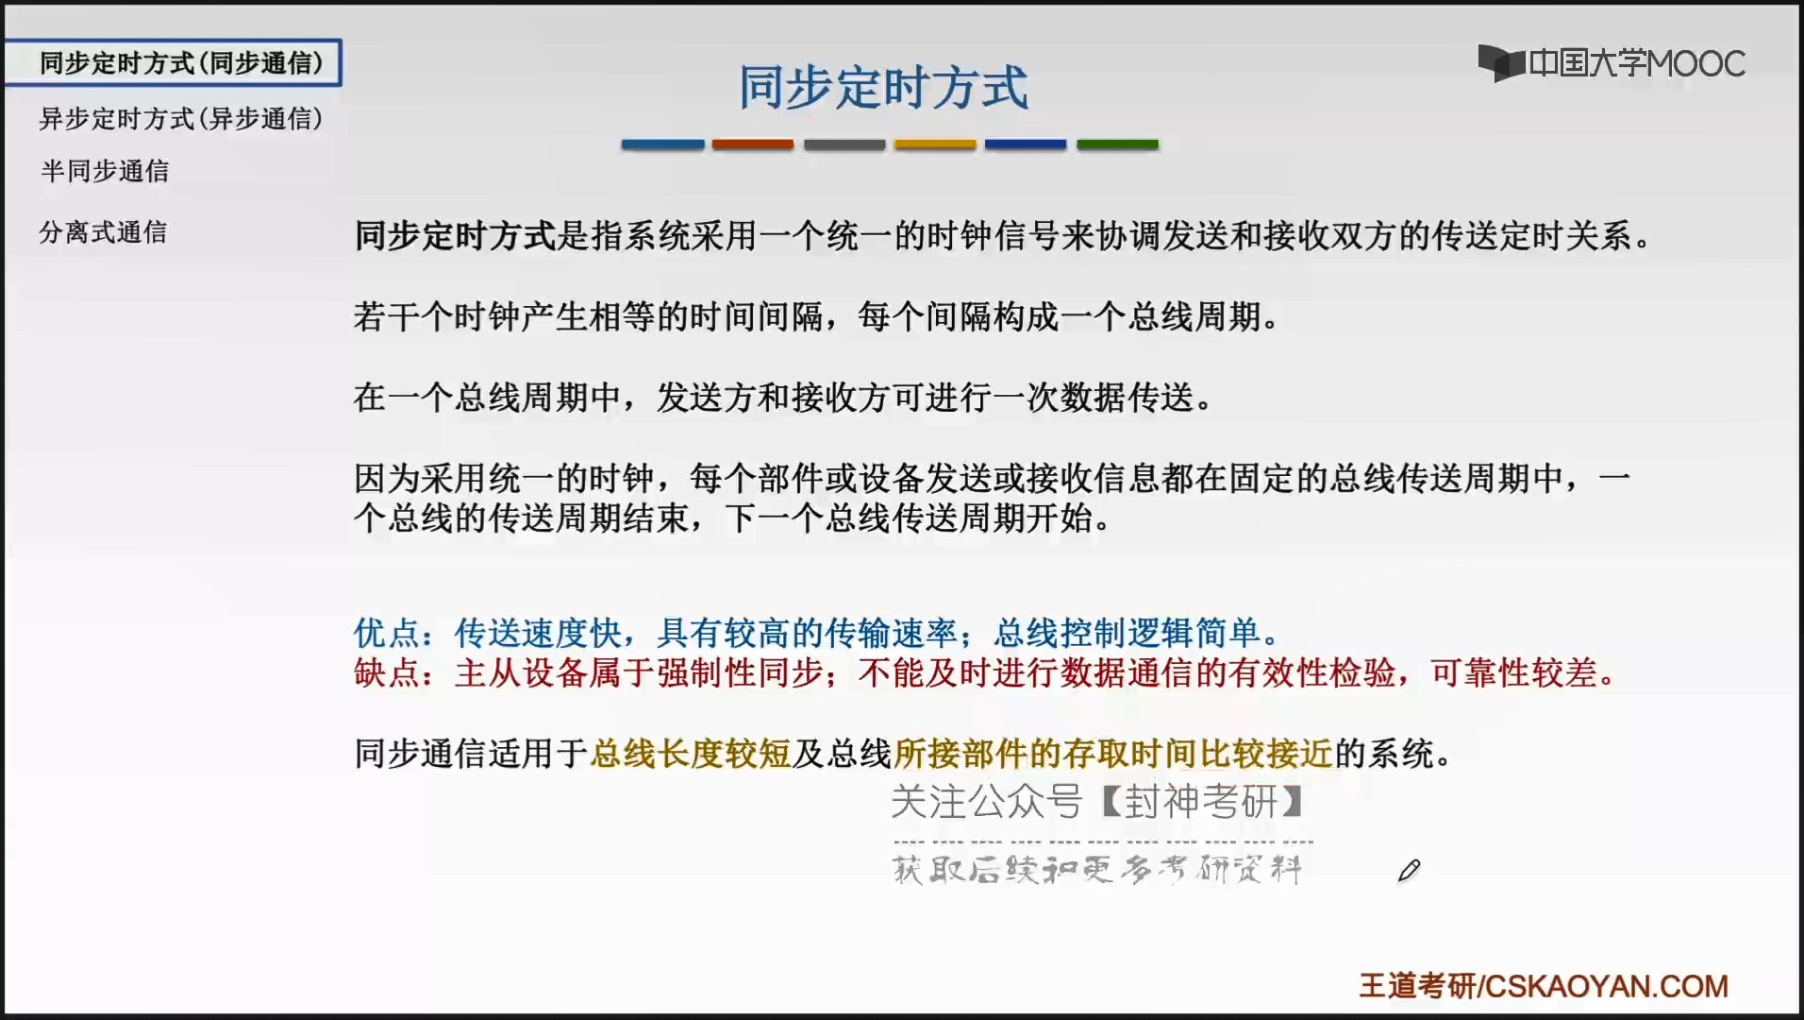 同步定时方式(同步通信)
异步定时方式(异步通信)
半同步通信
分离式通信
同步定时方式
中国大学MOOC
同步定时方式是指系统采用一个统一的时钟信号来协调发送和接收双方的传送定时关系。
若干个时钟产生相等的时间间隔，每个间隔构成一个总线周期。
在一个总线周期中，发送方和接收方可进行一次数据传送。
因为采用统一的时钟，每个部件或设备发送或接收信息都在固定的总线传送周期中，一
个总线的传送周期结束，下一个总线传送周期开始。
优点：传送速度快，具有较高的传输速率；总线控制逻辑简单。
缺点：主从设备属于强制性同步；不能及时进行数据通信的有效性检验，可靠性较差。
同步通信适用于总线长度较短及总线所接部件的存取时间比较接近的系统。
关注公众号【封神考研】
获取后续和更多考研资料
王道考研/CSKAOYAN.COM